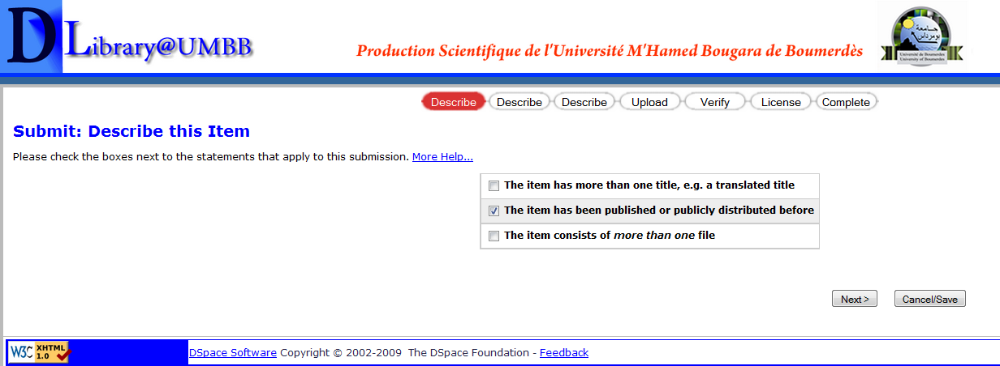 D Library@UMBB
Production Scientifique de l'Université M'Hamed Bougara de Boumerdès
جامعة
بومرداس
Université de Boumerdes
University of Boumerdes
Describe Describe Describe Upload Verify License Complete
Submit: Describe this Item
Please check the boxes next to the statements that apply to this submission. More Help...
The item has more than one title, e.g. a translated title
The item has been published or publicly distributed before
The item consists of more than one file
Next > Cancel/Save
W3C XHTML 1.0
DSpace Software Copyright © 2002-2009 The DSpace Foundation - Feedback